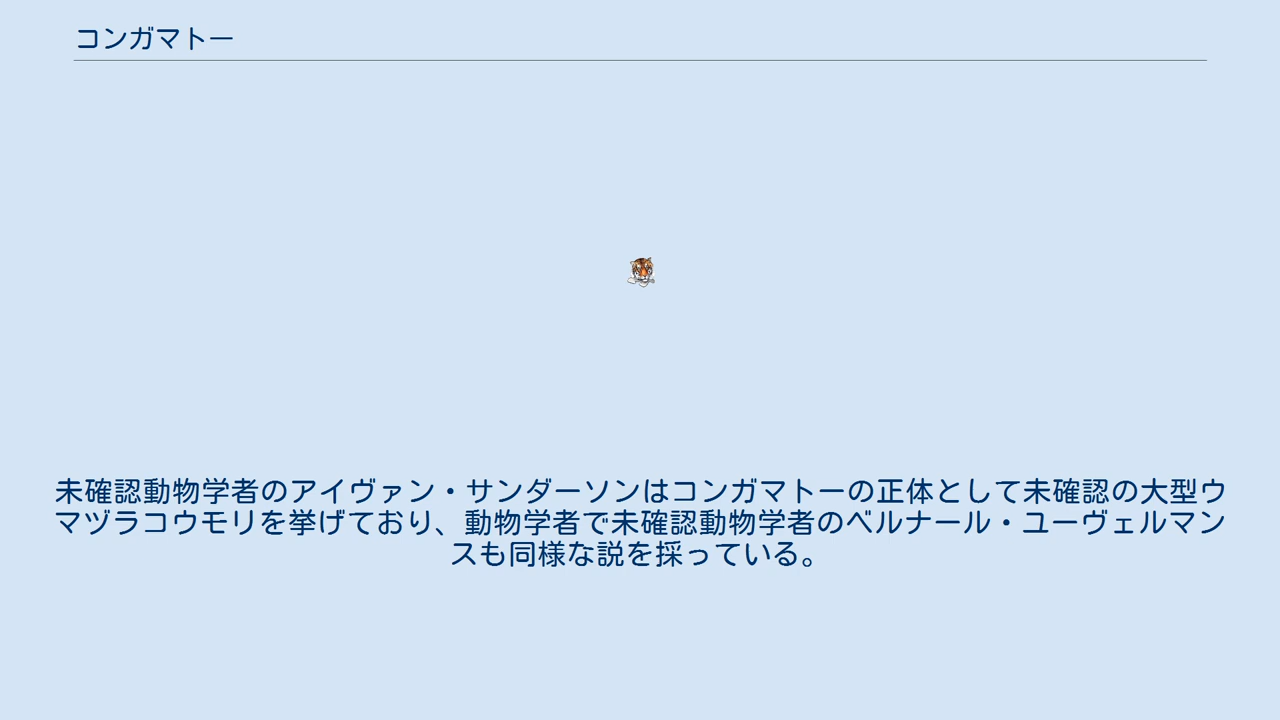 コンガマトー
未確認動物学者のアイヴァン・サンダーソンはコンガマトーの正体として未確認の大型ウ
マヅラコウモリを挙げており、動物学者で未確認動物学者のベルナール・ユーヴェルマン
スも同様な説を採っている。